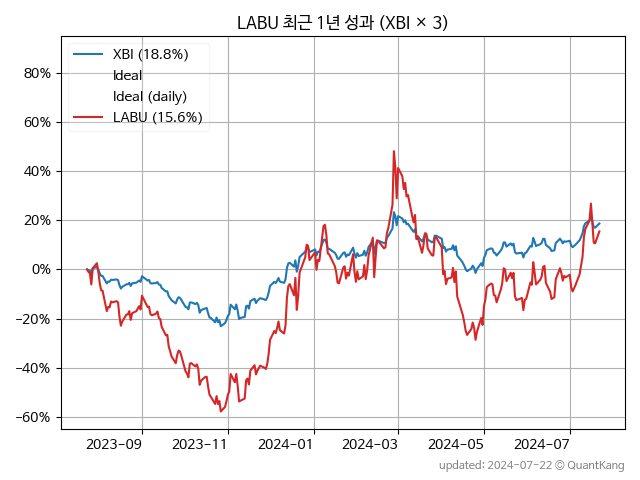 LABU 최근 1년 성과 (XBI × 3)
XBI (18.8%)
Ideal
Ideal (daily)
LABU (15.6%)
80%
60%
40%
20%
0%
−20%
−40%
−60%
2023-09 2023-11 2024-01 2024-03 2024-05 2024-07
updated: 2024-07-22 © QuantKang